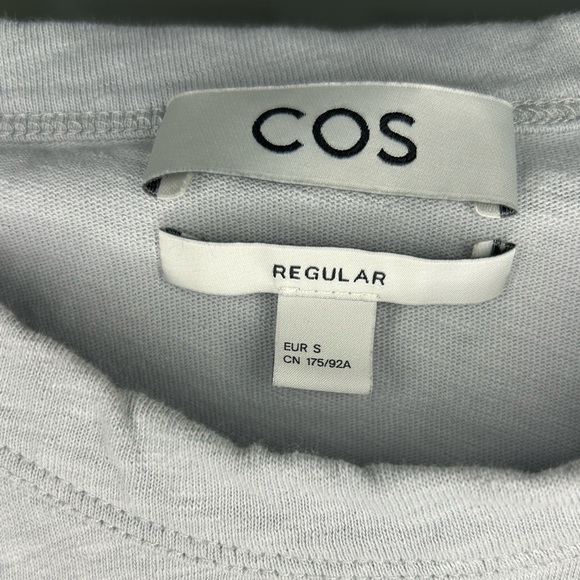 COS
REGULAR
EUR S
CN 175/92A